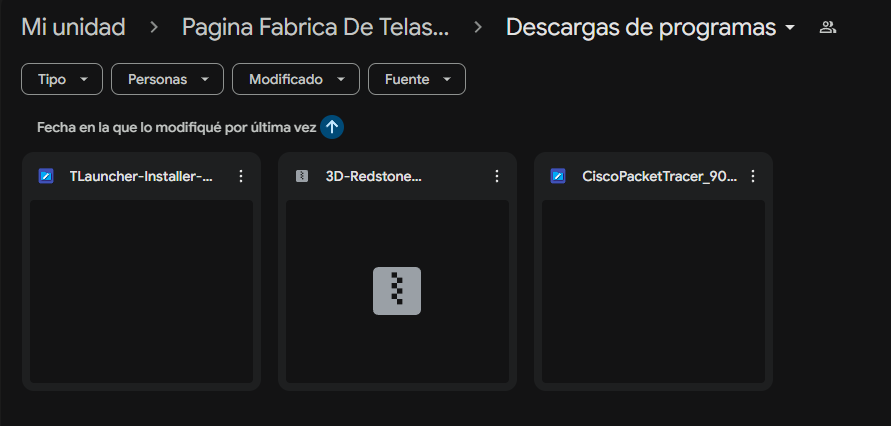 Mi unidad > Pagina Fabrica De Telas... > Descargas de programas
Tipo Personas Modificado Fuente
Fecha en la que lo modifiqué por última vez
TLauncher-Installer-... 3D-Redstone... CiscoPacketTracer_90...